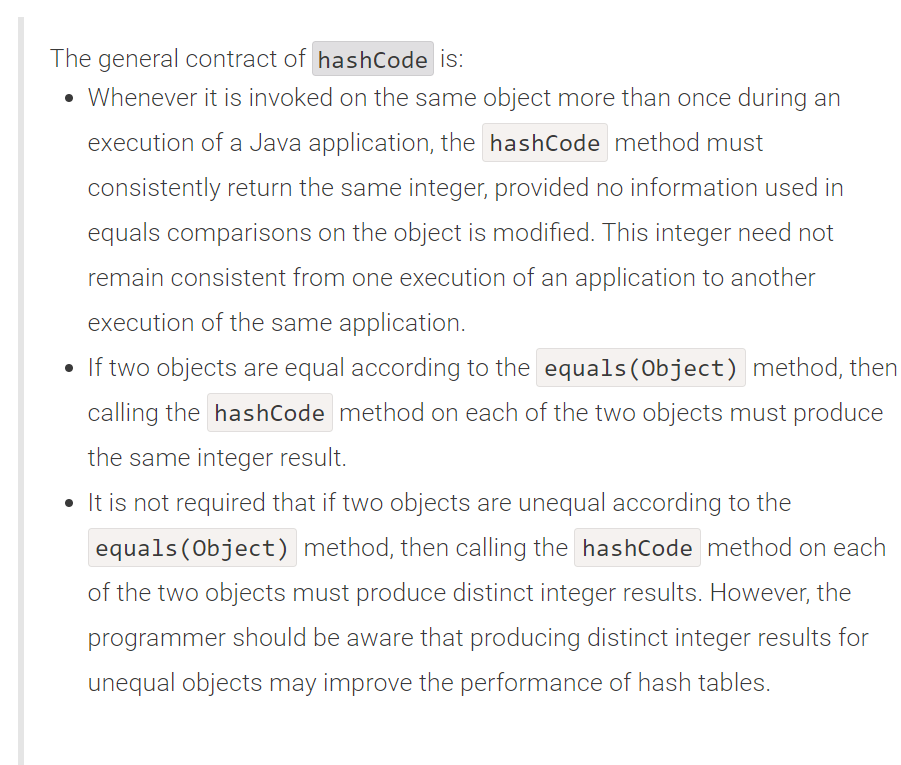 The general contract of hashCode is:
• Whenever it is invoked on the same object more than once during an
execution of a Java application, the hashCode method must
consistently return the same integer, provided no information used in
equals comparisons on the object is modified. This integer need not
remain consistent from one execution of an application to another
execution of the same application.
• If two objects are equal according to the equals(Object) method, then
calling the hashCode method on each of the two objects must produce
the same integer result.
• It is not required that if two objects are unequal according to the
equals(Object) method, then calling the hashCode method on each
of the two objects must produce distinct integer results. However, the
programmer should be aware that producing distinct integer results for
unequal objects may improve the performance of hash tables.